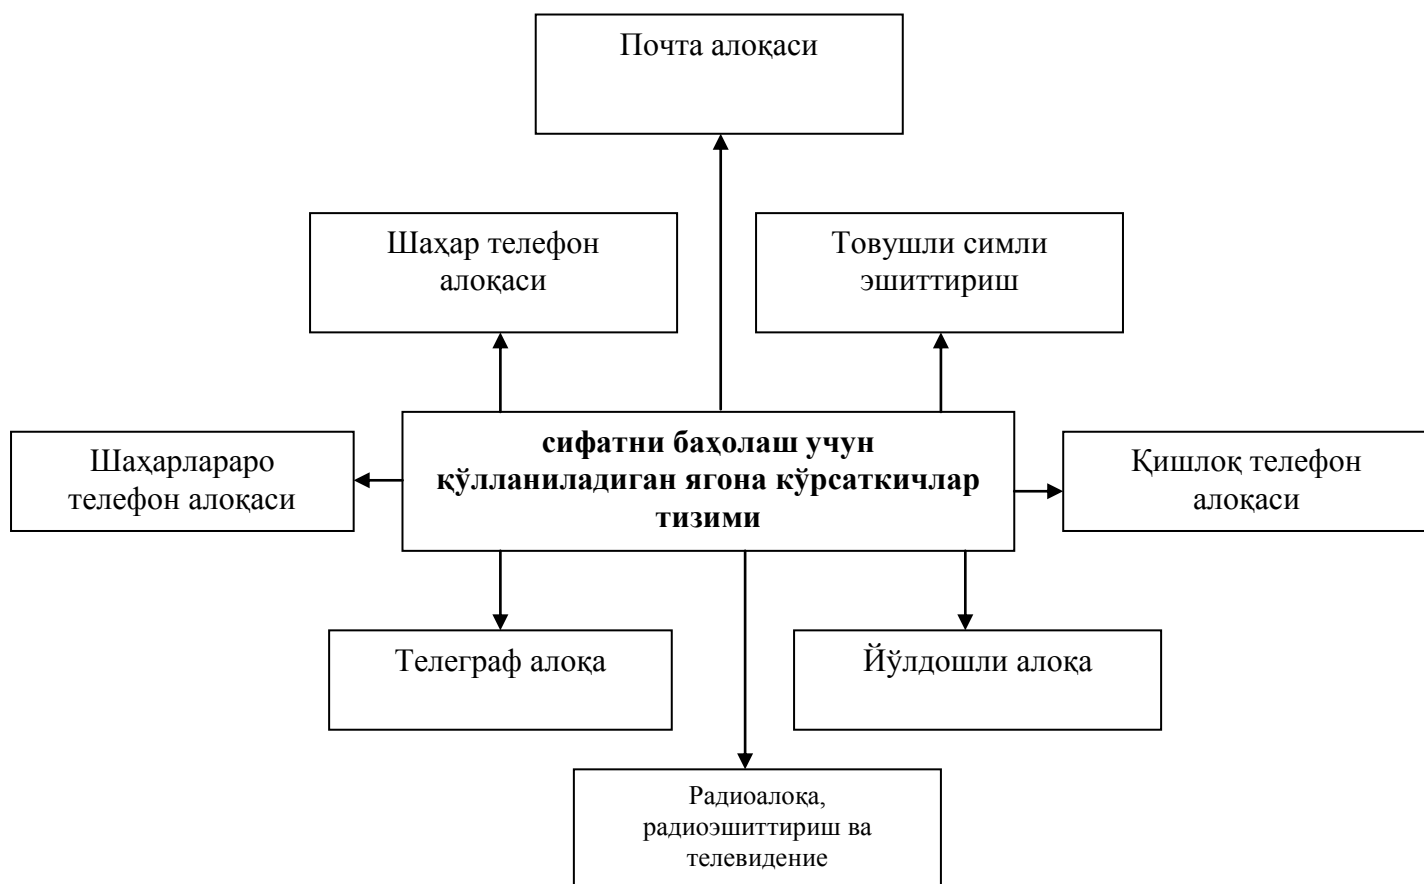 Почта алоқаси
Шаҳар телефон
алоқаси
Товушли симли
эшиттириш
Шаҳарлараро
телефон алоқаси
сифатни баҳолаш учун
қўлланиладиган ягона кўрсаткичлар
тизими
Қишлоқ телефон
алоқаси
Телеграф алоқа
Йўлдошли алоқа
Радиоалоқа,
радиоэшиттириш ва
телевидение